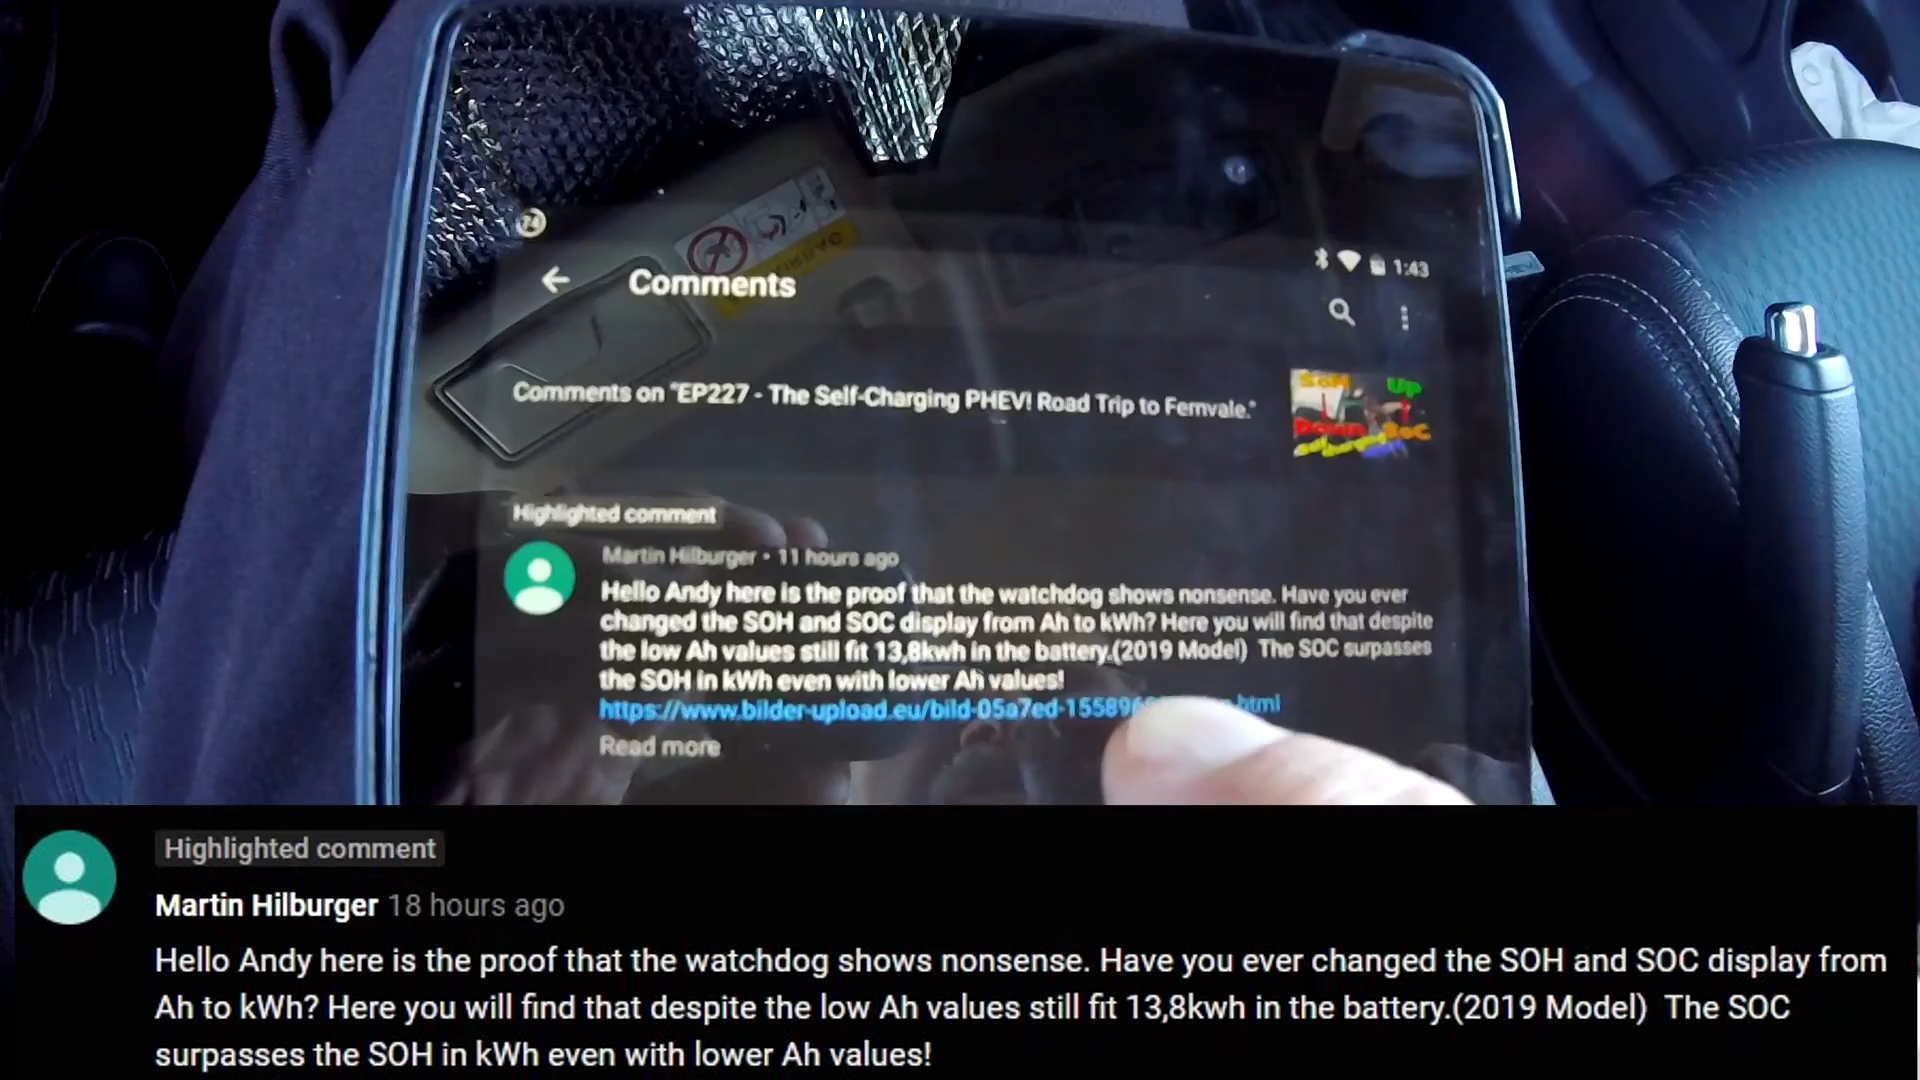 24
1:43
Comments
Comments on "EP227 - The Self-Charging PHEV! Road Trip to Fernvale."
SoH Up
Down SoC
Highlighted comment
Martin Hilburger • 11 hours ago
Hello Andy here is the proof that the watchdog shows nonsense. Have you ever
changed the SOH and SOC display from Ah to kWh? Here you will find that despite
the low Ah values still fit 13,8kwh in the battery.(2019 Model) The SOC surpasses
the SOH in kWh even with lower Ah values!
https://www.bilder-upload.eu/bild-05a7ed-15589 html
Read more
Highlighted comment
Martin Hilburger 18 hours ago
Hello Andy here is the proof that the watchdog shows nonsense. Have you ever changed the SOH and SOC display from
Ah to kWh? Here you will find that despite the low Ah values still fit 13,8kwh in the battery.(2019 Model) The SOC
surpasses the SOH in kWh even with lower Ah values!